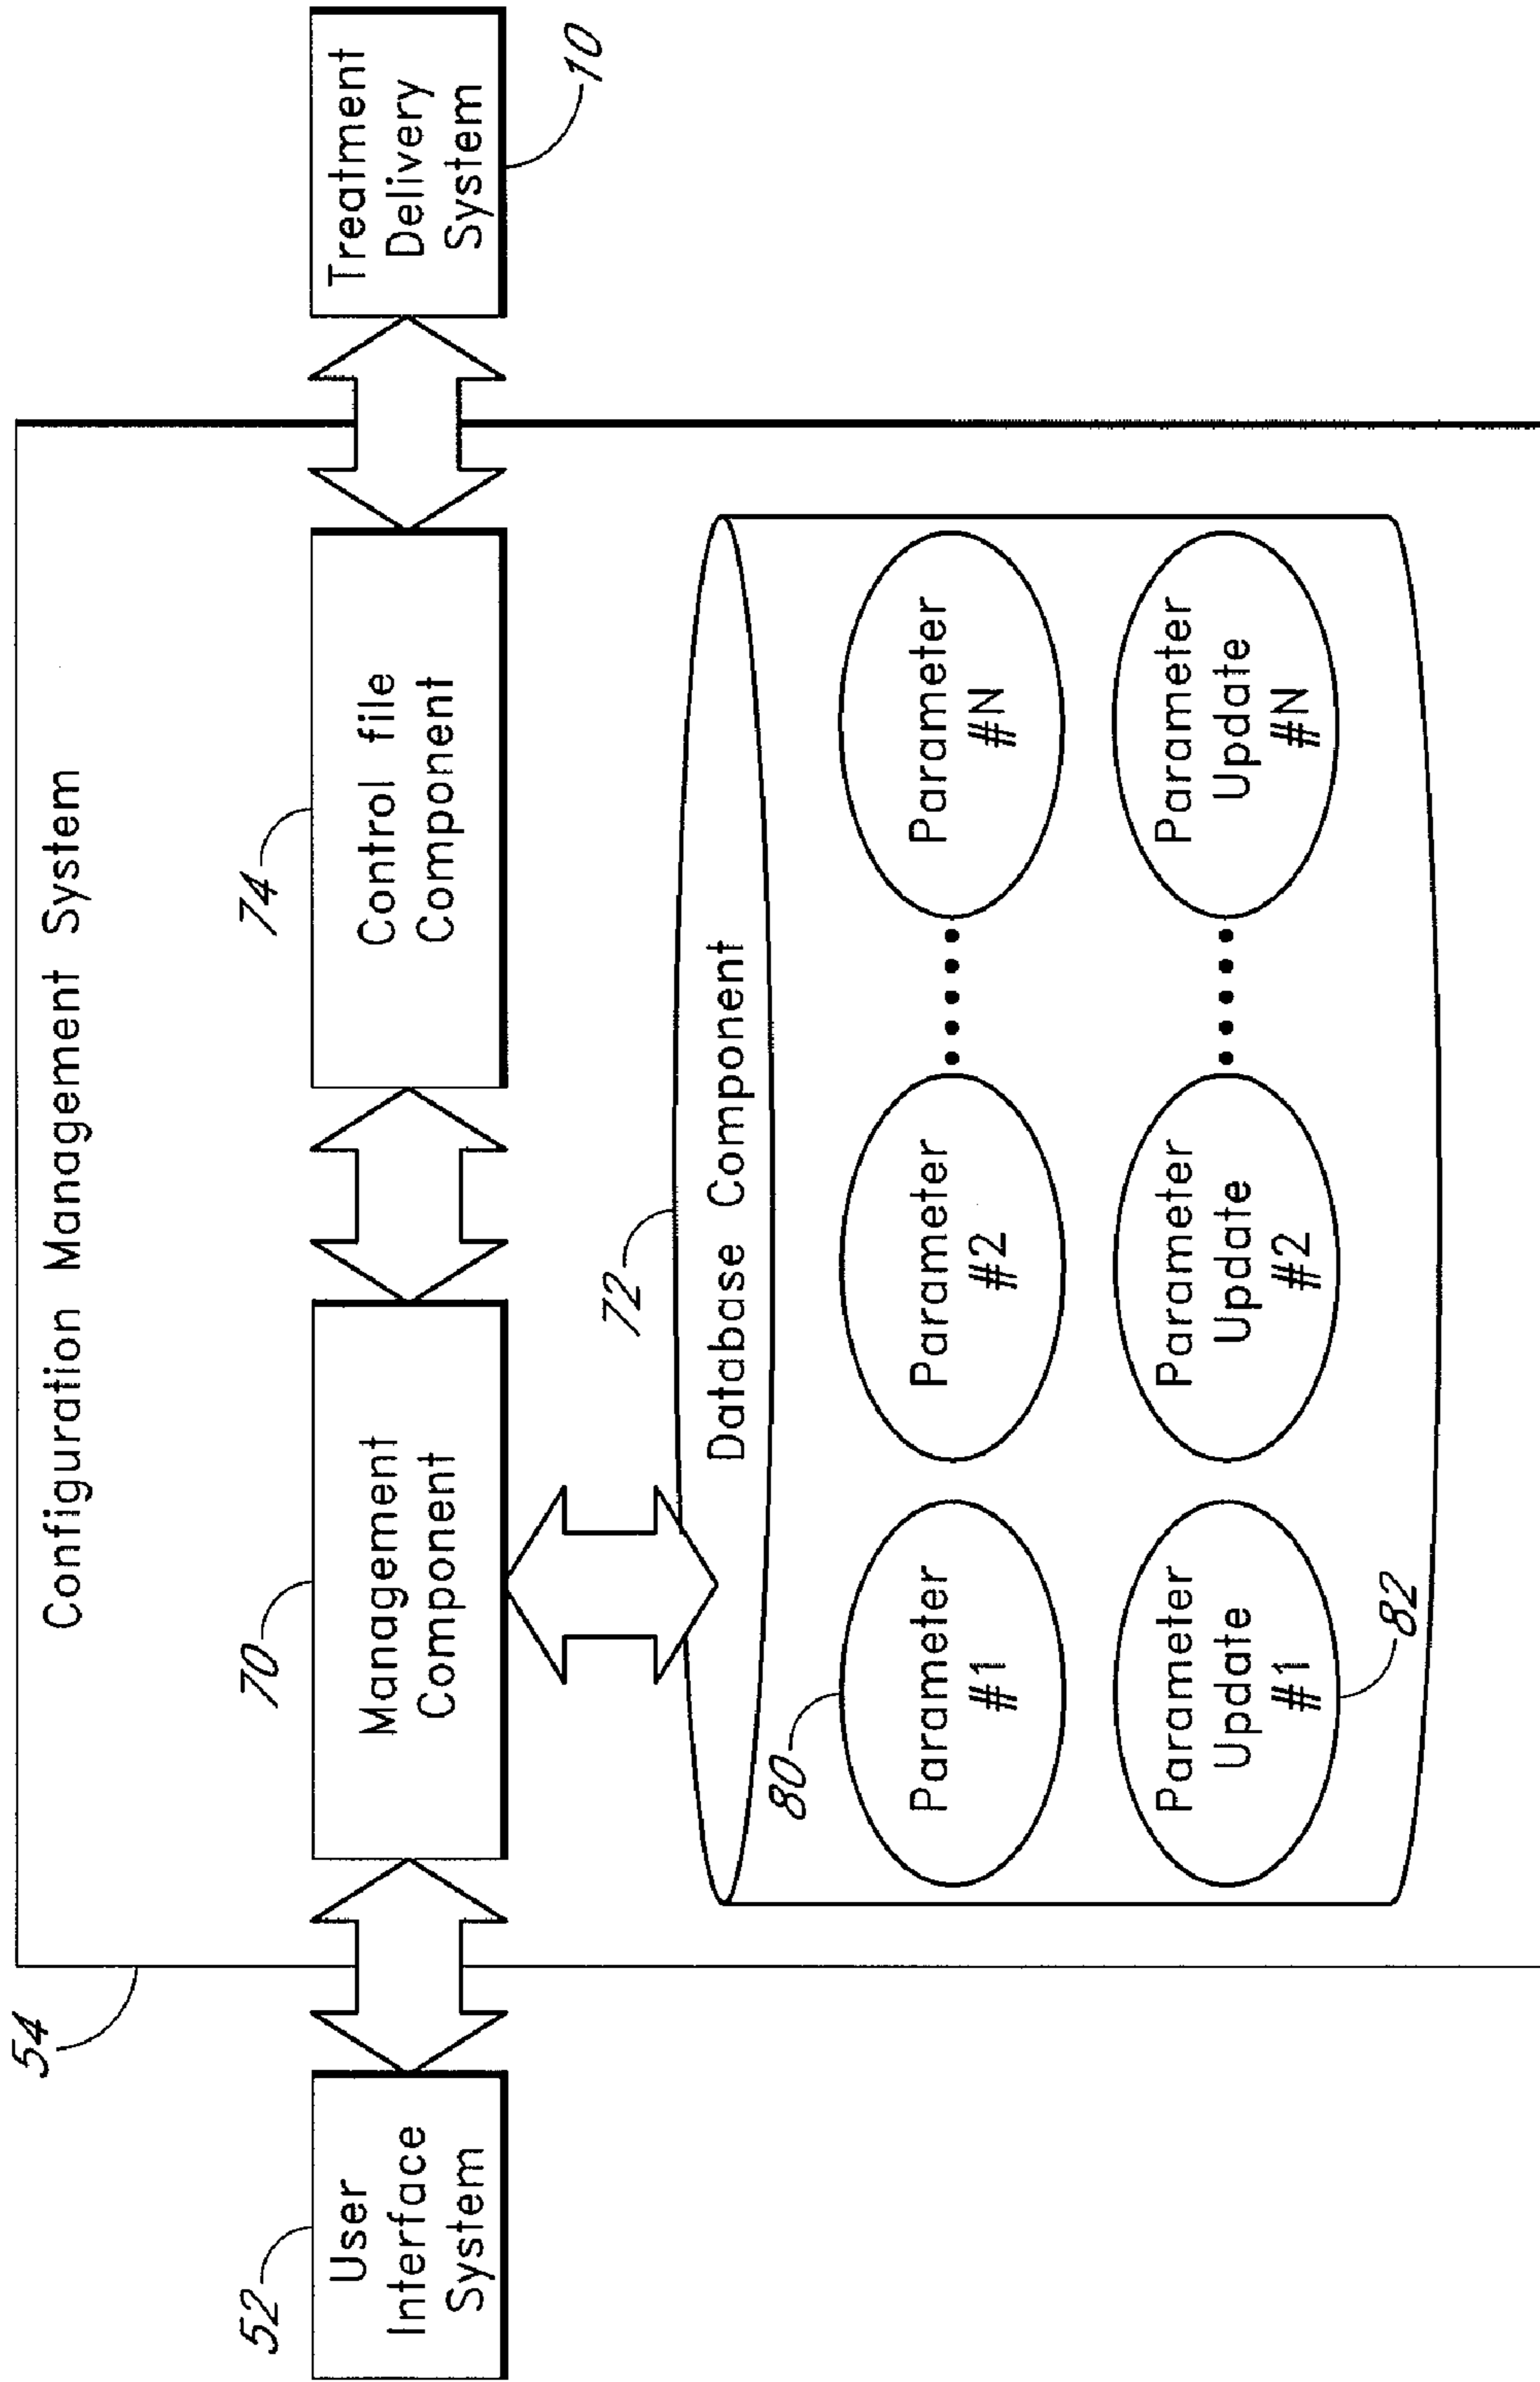 Configuration Management System
54
52
User
Interface
System
70
Management
Component
74
Control file
Component
Treatment
Delivery
System
10
72
Database Component
80
Parameter
#1
Parameter
#2
Parameter
#N
Parameter
Update
#1
82
Parameter
Update
#2
Parameter
Update
#N